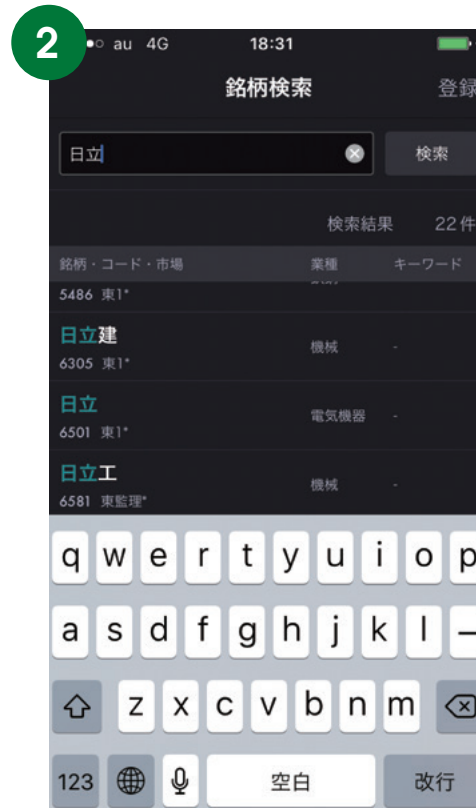 2
au 4G 18:31
銘柄検索 登録
日立 検索
検索結果 22件
銘柄・コード・市場 業種 キーワード
5486 東1*
日立建
6305 東1* 機械 -
日立
6501 東1* 電気機器 -
日立工
6581 東監理* 機械 -
q w e r t y u i o p
a s d f g h j k l -
z x c v b n m
123 空白 改行